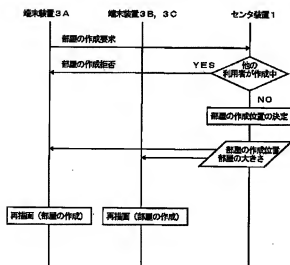 端末装置3A 端末装置3B, 3C センタ装置1
部屋の作成要求
部屋の作成拒否 YES 他の
利用者が作成中
NO
部屋の作成位置の決定
部屋の作成位置
部屋の大きさ
再描画(部屋の作成) 再描画(部屋の作成)